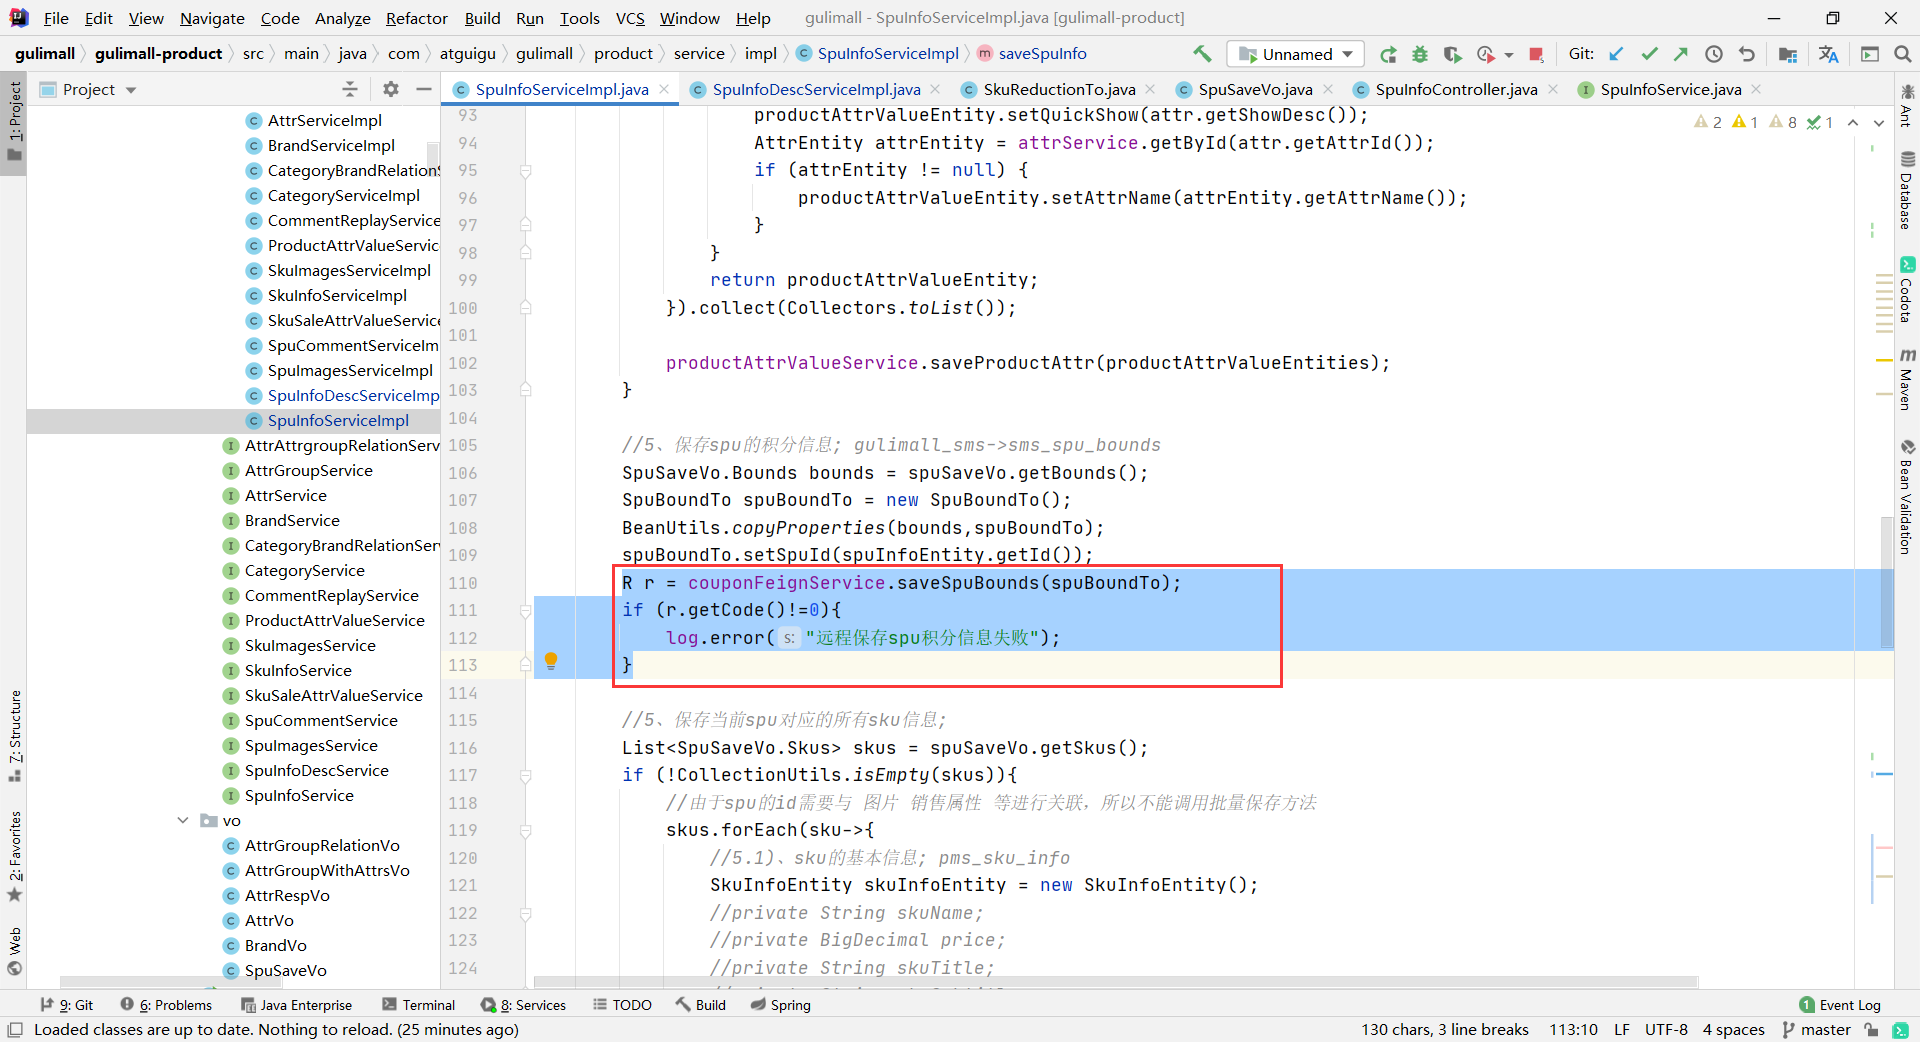 File Edit View Navigate Code Analyze Refactor Build Run Tools VCS Window Help gulimall - SpuInfoServiceImpl.java [gulimall-product]
gulimall gulimall-product src main java com atguigu gulimall product service impl SpuInfoServiceImpl saveSpuInfo Unnamed Git:
Project
SpuInfoServiceImpl.java SpuInfoDescServiceImpl.java SkuReductionTo.java SpuSaveVo.java SpuInfoController.java SpuInfoService.java
1: Project
7: Structure
2: Favorites
Web
AttrServiceImpl
BrandServiceImpl
CategoryBrandRelationS
CategoryServiceImpl
CommentReplayService
ProductAttrValueServic
SkuImagesServiceImpl
SkuInfoServiceImpl
SkuSaleAttrValueService
SpuCommentServiceIm
SpuImagesServiceImpl
SpuInfoDescServiceImp
SpuInfoServiceImpl
AttrAttrgroupRelationServ
AttrGroupService
AttrService
BrandService
CategoryBrandRelationSer
CategoryService
CommentReplayService
ProductAttrValueService
SkuImagesService
SkuInfoService
SkuSaleAttrValueService
SpuCommentService
SpuImagesService
SpuInfoDescService
SpuInfoService
vo
AttrGroupRelationVo
AttrGroupWithAttrsVo
AttrRespVo
AttrVo
BrandVo
SpuSaveVo
2 1 8 1
93 productAttrValueEntity.setQuickShow(attr.getShowDesc());
94 AttrEntity attrEntity = attrService.getById(attr.getAttrId());
95 if (attrEntity != null) {
96 productAttrValueEntity.setAttrName(attrEntity.getAttrName());
97 }
98 }
99 return productAttrValueEntity;
100 }).collect(Collectors.toList());
101
102 productAttrValueService.saveProductAttr(productAttrValueEntities);
103 }
104
105 //5、保存spu的积分信息; gulimall_sms->sms_spu_bounds
106 SpuSaveVo.Bounds bounds = spuSaveVo.getBounds();
107 SpuBoundTo spuBoundTo = new SpuBoundTo();
108 BeanUtils.copyProperties(bounds,spuBoundTo);
109 spuBoundTo.setSpuId(spuInfoEntity.getId());
110 R r = couponFeignService.saveSpuBounds(spuBoundTo);
111 if (r.getCode()!=0){
112 log.error( s: "远程保存spu积分信息失败");
113 }
114
115 //5、保存当前spu对应的所有sku信息;
116 List<SpuSaveVo.Skus> skus = spuSaveVo.getSkus();
117 if (!CollectionUtils.isEmpty(skus)){
118 //由于spu的id需要与 图片 销售属性 等进行关联, 所以不能调用批量保存方法
119 skus.forEach(sku->{
120 //5.1)、sku的基本信息; pms_sku_info
121 SkuInfoEntity skuInfoEntity = new SkuInfoEntity();
122 //private String skuName;
123 //private BigDecimal price;
124 //private String skuTitle;
Ant
Database
Codota
Maven
Bean Validation
9: Git 6: Problems Java Enterprise Terminal 8: Services TODO Build Spring 1 Event Log
Loaded classes are up to date. Nothing to reload. (25 minutes ago) 130 chars, 3 line breaks 113:10 LF UTF-8 4 spaces master